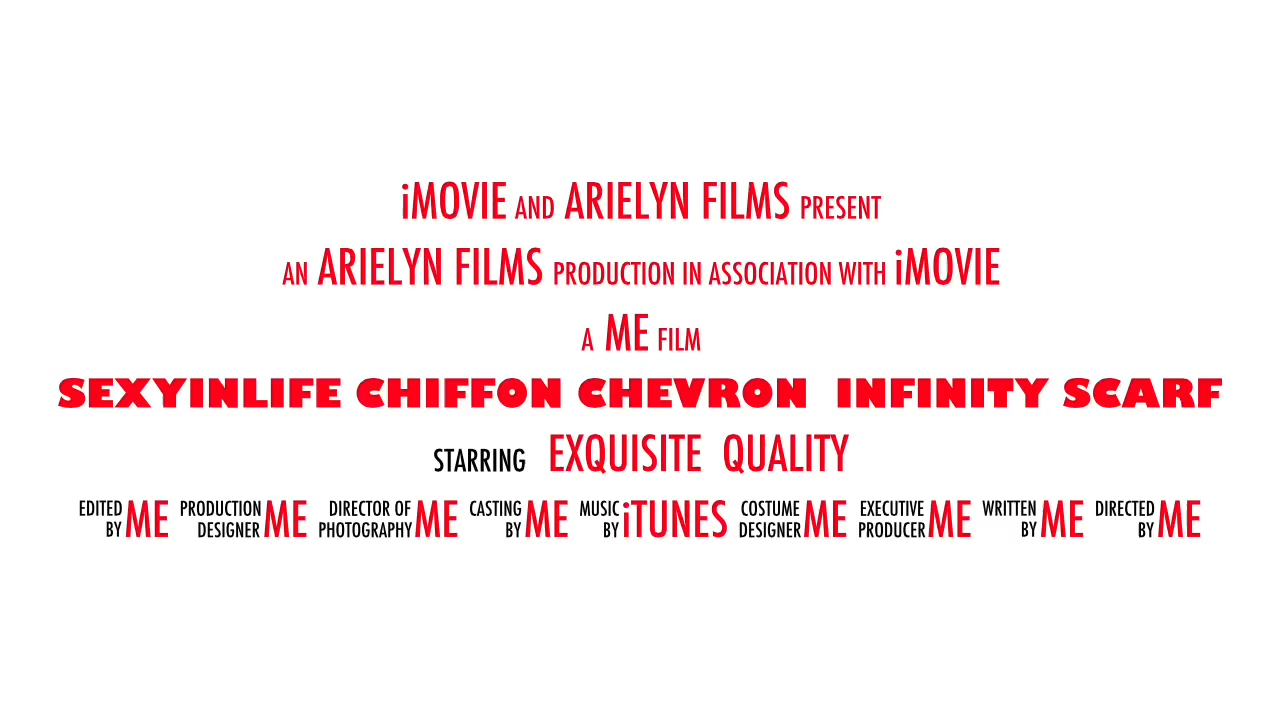 iMOVIE AND ARIELYN FILMS PRESENT
AN ARIELYN FILMS PRODUCTION IN ASSOCIATION WITH iMOVIE
A ME FILM
SEXYINLIFE CHIFFON CHEVRON INFINITY SCARF
STARRING EXQUISITE QUALITY
EDITED BY ME PRODUCTION DESIGNER ME DIRECTOR OF PHOTOGRAPHY ME CASTING BY ME MUSIC BY iTUNES COSTUME DESIGNER ME EXECUTIVE PRODUCER ME WRITTEN BY ME DIRECTED BY ME